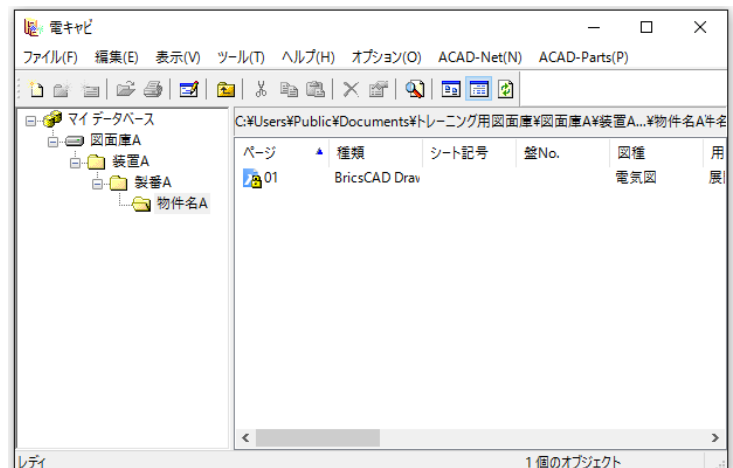 電キャビ
ファイル(F) 編集(E) 表示(V) ツール(T) ヘルプ(H) オプション(O) ACAD-Net(N) ACAD-Parts(P)
マイ データベース
図面庫A
装置A
製番A
物件名A
C:¥Users¥Public¥Documents¥トレーニング用図面庫¥図面庫A¥装置A...¥物件名A
ページ 種類 シート記号 盤No. 図種 用
01 BricsCAD Draw 電気図 展
レディ 1 個のオブジェクト